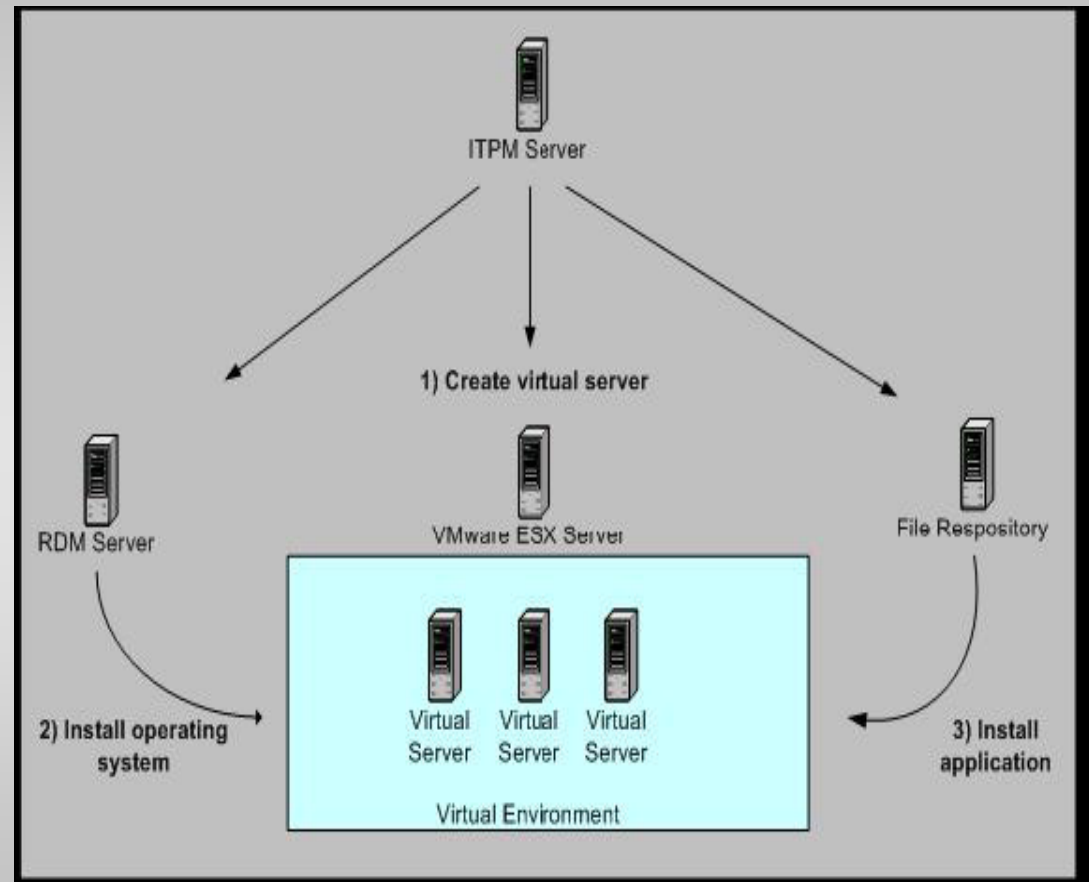 ITPM Server
1) Create virtual server
RDM Server
VMware ESX Server
File Respository
Virtual
Server
Virtual
Server
Virtual
Server
2) Install operating
system
3) Install
application
Virtual Environment